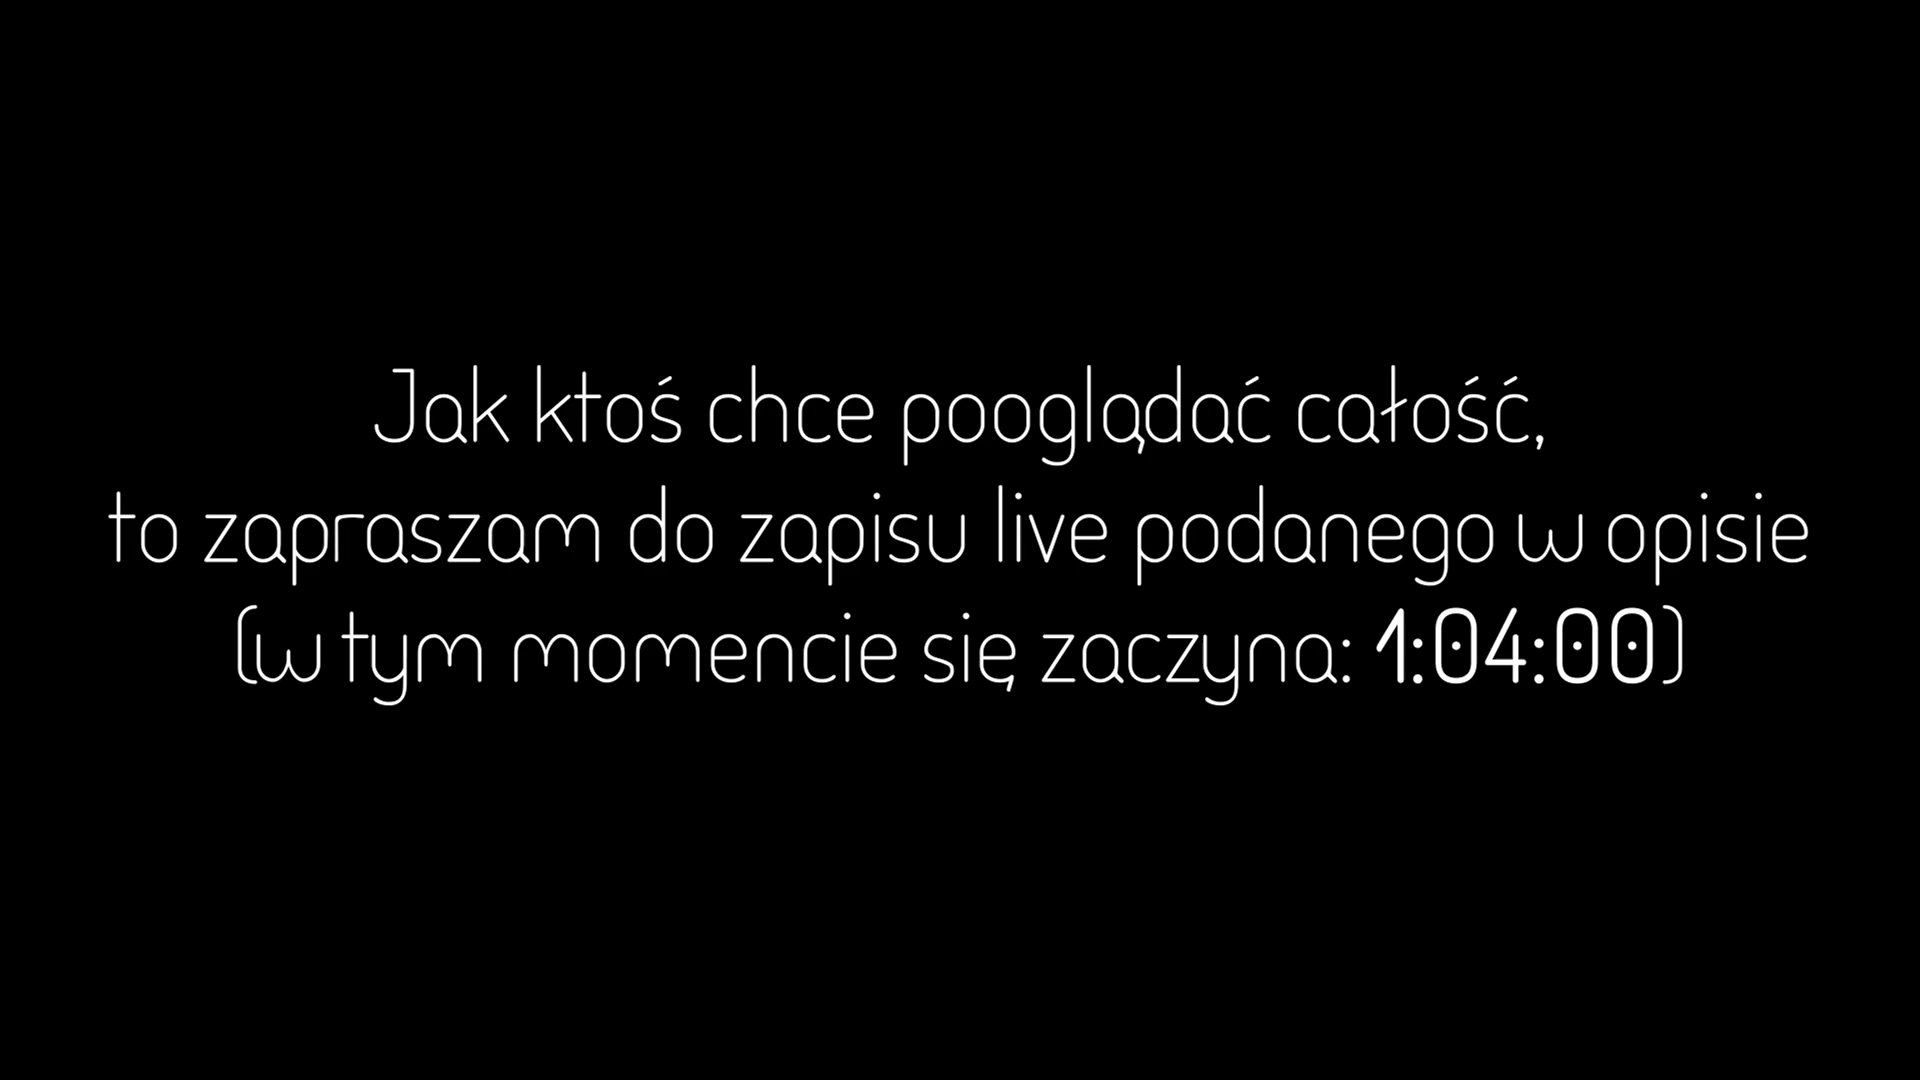 Jak ktoś chce pooglądać całość,
to zapraszam do zapisu live podanego w opisie
(w tym momencie się zaczyna: 1:04:00)